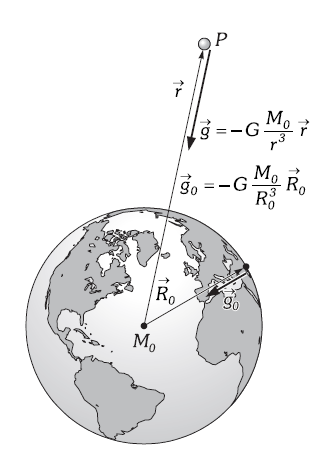 P
r⃗
g⃗ = −G M₀/r³ r⃗
g⃗₀ = −G M₀/R₀³ R⃗₀
R⃗₀
g⃗₀
M₀